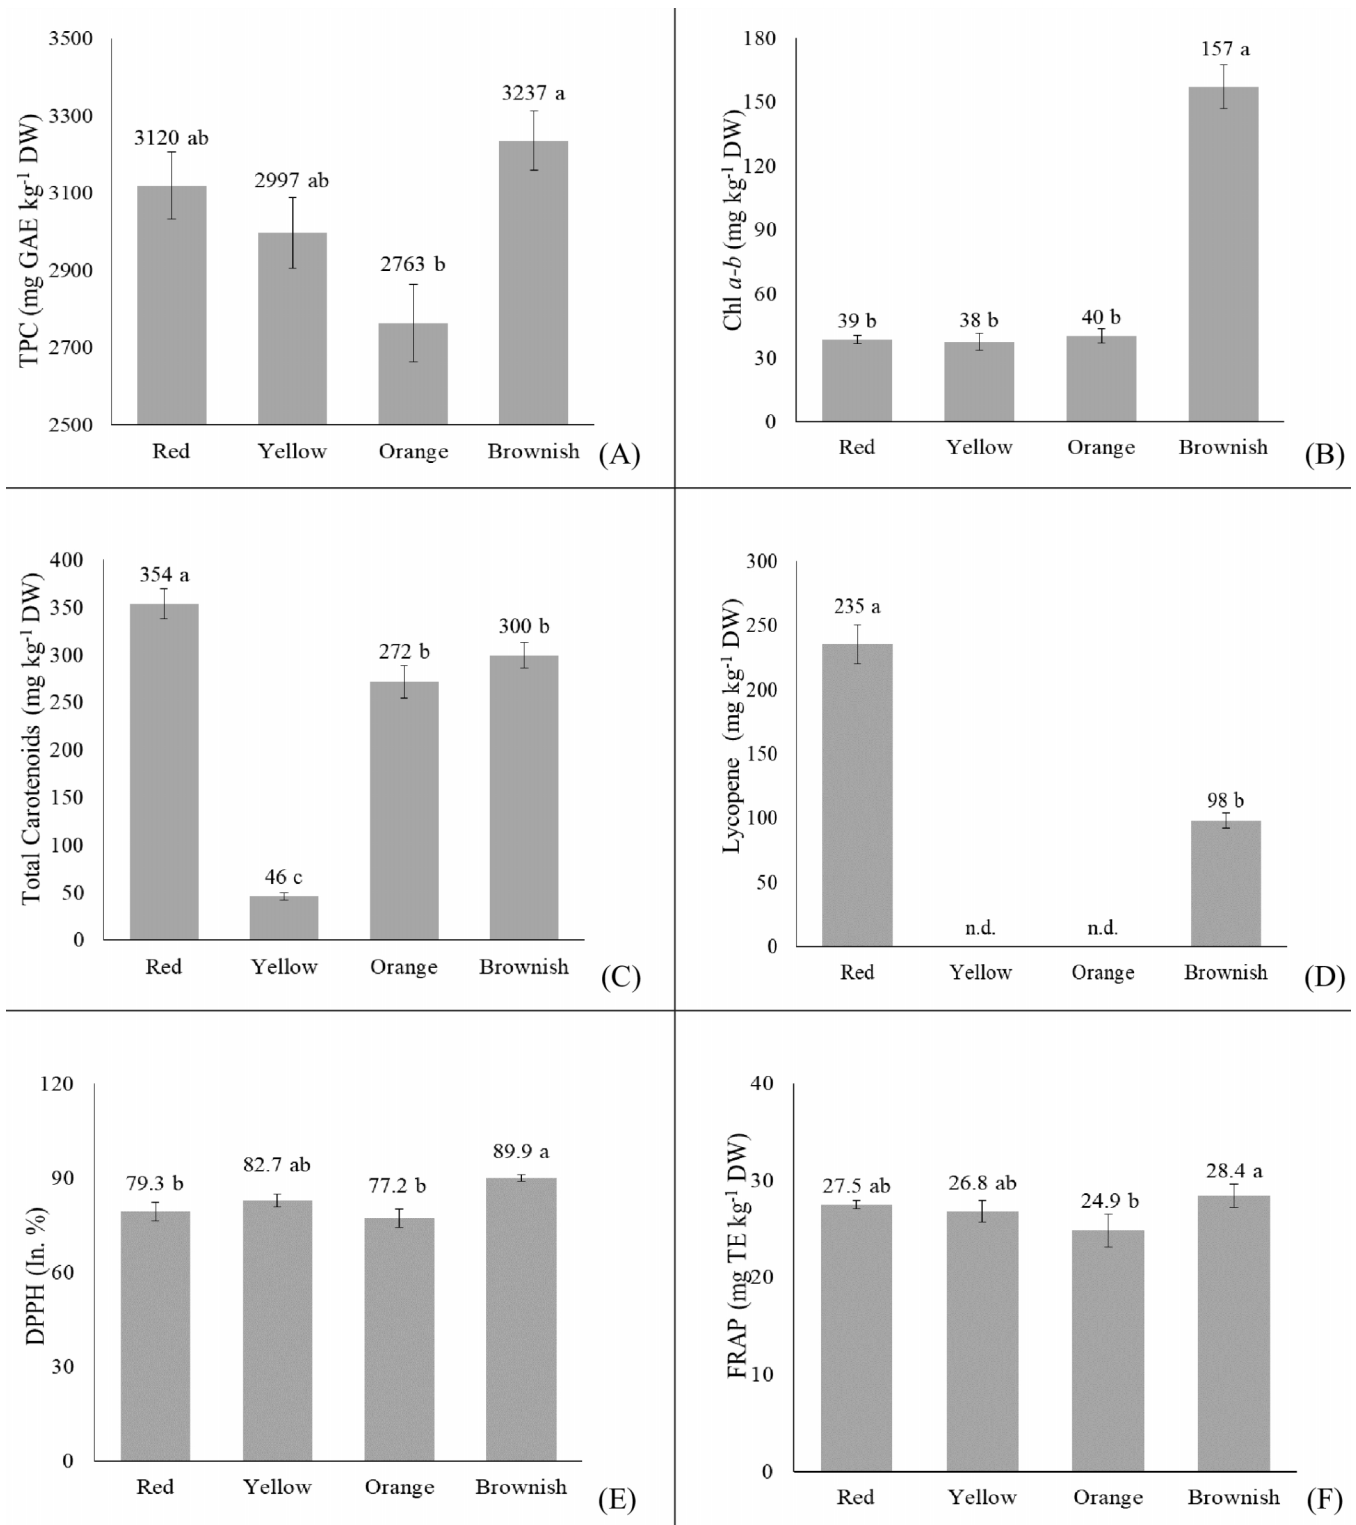 TPC (mg GAE kg-1 DW)
3500
3300
3100
2900
2700
2500
3120 ab
2997 ab
2763 b
3237 a
Red Yellow Orange Brownish (A)
Chl a-b (mg kg-1 DW)
180
150
120
90
60
30
0
39 b
38 b
40 b
157 a
Red Yellow Orange Brownish (B)
Total Carotenoids (mg kg-1 DW)
400
350
300
250
200
150
100
50
0
354 a
46 c
272 b
300 b
Red Yellow Orange Brownish (C)
Lycopene (mg kg-1 DW)
300
250
200
150
100
50
0
235 a
n.d.
n.d.
98 b
Red Yellow Orange Brownish (D)
DPPH (In. %)
120
90
60
30
0
79.3 b
82.7 ab
77.2 b
89.9 a
Red Yellow Orange Brownish (E)
FRAP (mg TE kg-1 DW)
40
30
20
10
0
27.5 ab
26.8 ab
24.9 b
28.4 a
Red Yellow Orange Brownish (F)